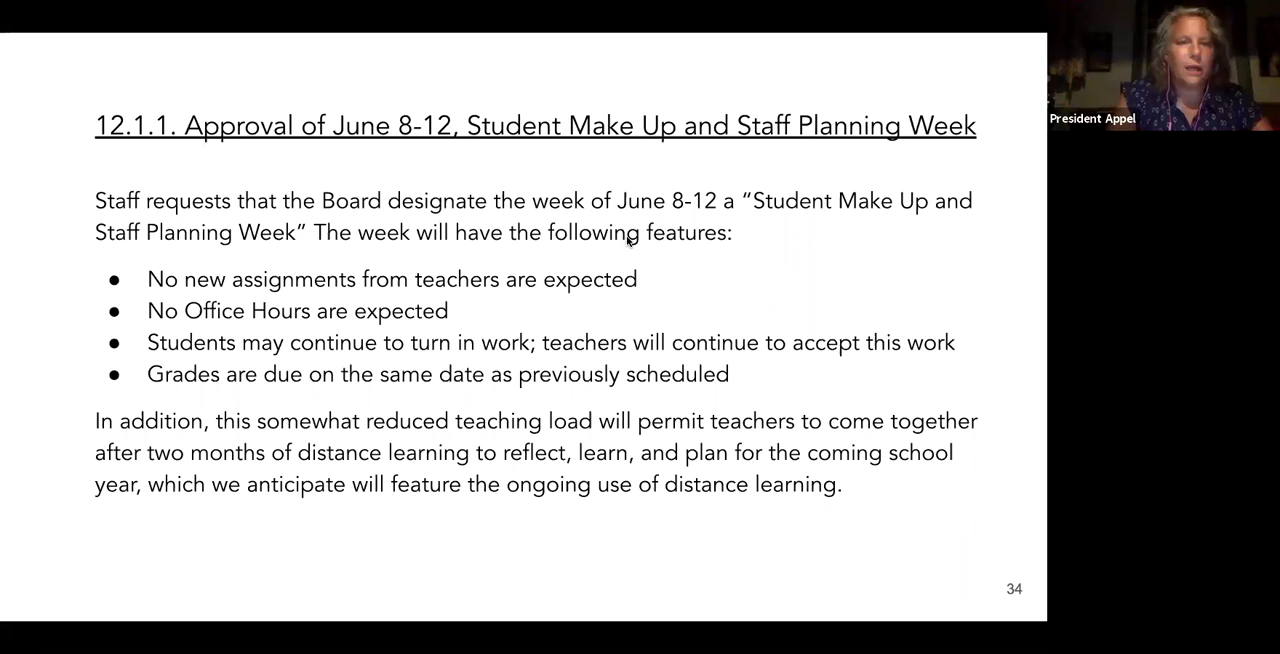 12.1.1. Approval of June 8-12, Student Make Up and Staff Planning Week
President Appel
Staff requests that the Board designate the week of June 8-12 a “Student Make Up and
Staff Planning Week” The week will have the following features:
● No new assignments from teachers are expected
● No Office Hours are expected
● Students may continue to turn in work; teachers will continue to accept this work
● Grades are due on the same date as previously scheduled
In addition, this somewhat reduced teaching load will permit teachers to come together
after two months of distance learning to reflect, learn, and plan for the coming school
year, which we anticipate will feature the ongoing use of distance learning.
34